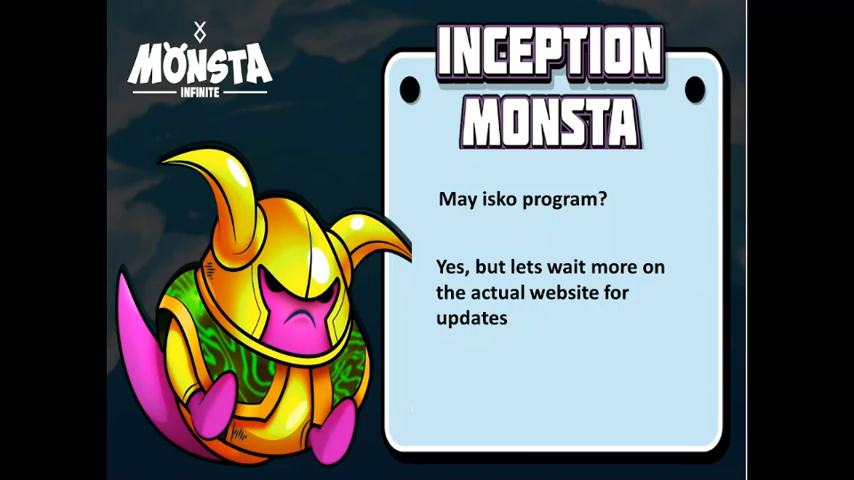 MONSTA
INFINITE
INCEPTION
MONSTA
May isko program?
Yes, but lets wait more on
the actual website for
updates